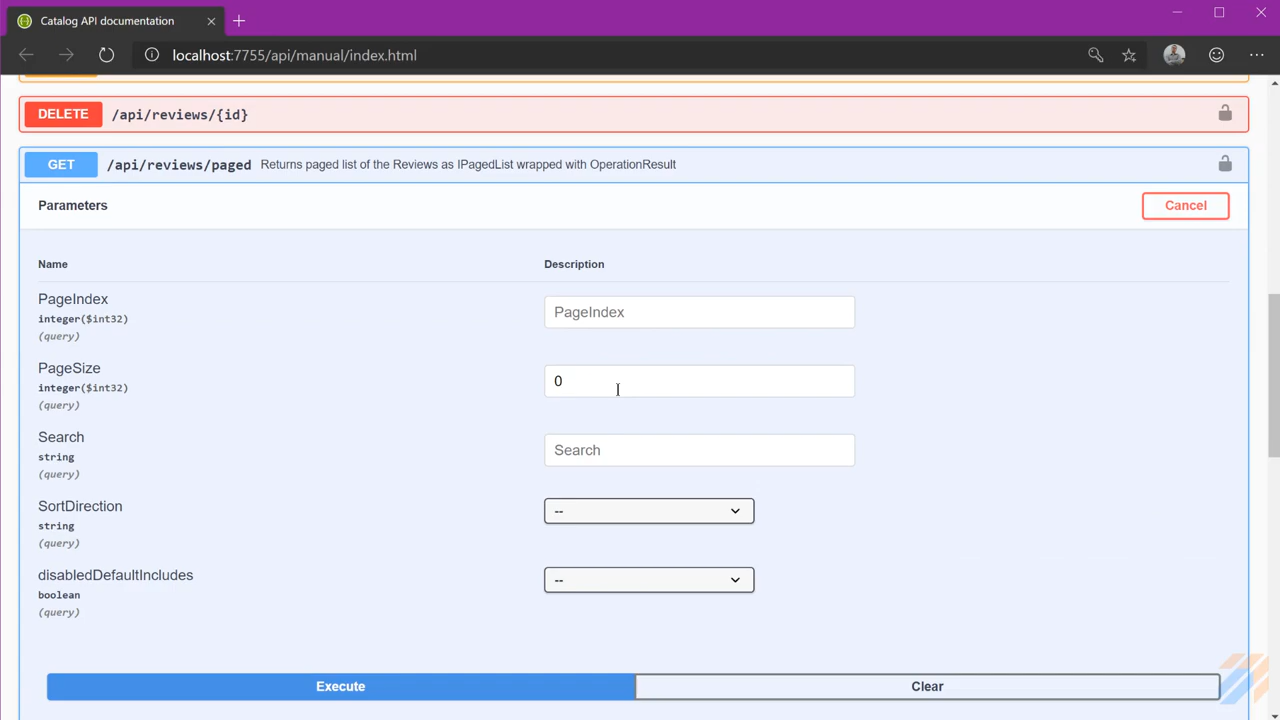 Catalog API documentation
localhost:7755/api/manual/index.html
DELETE /api/reviews/{id}
GET /api/reviews/paged Returns paged list of the Reviews as IPagedList wrapped with OperationResult
Parameters Cancel
Name Description
PageIndex
integer($int32)
(query)
PageIndex
PageSize
integer($int32)
(query)
0
Search
string
(query)
Search
SortDirection
string
(query)
--
disabledDefaultIncludes
boolean
(query)
--
Execute Clear